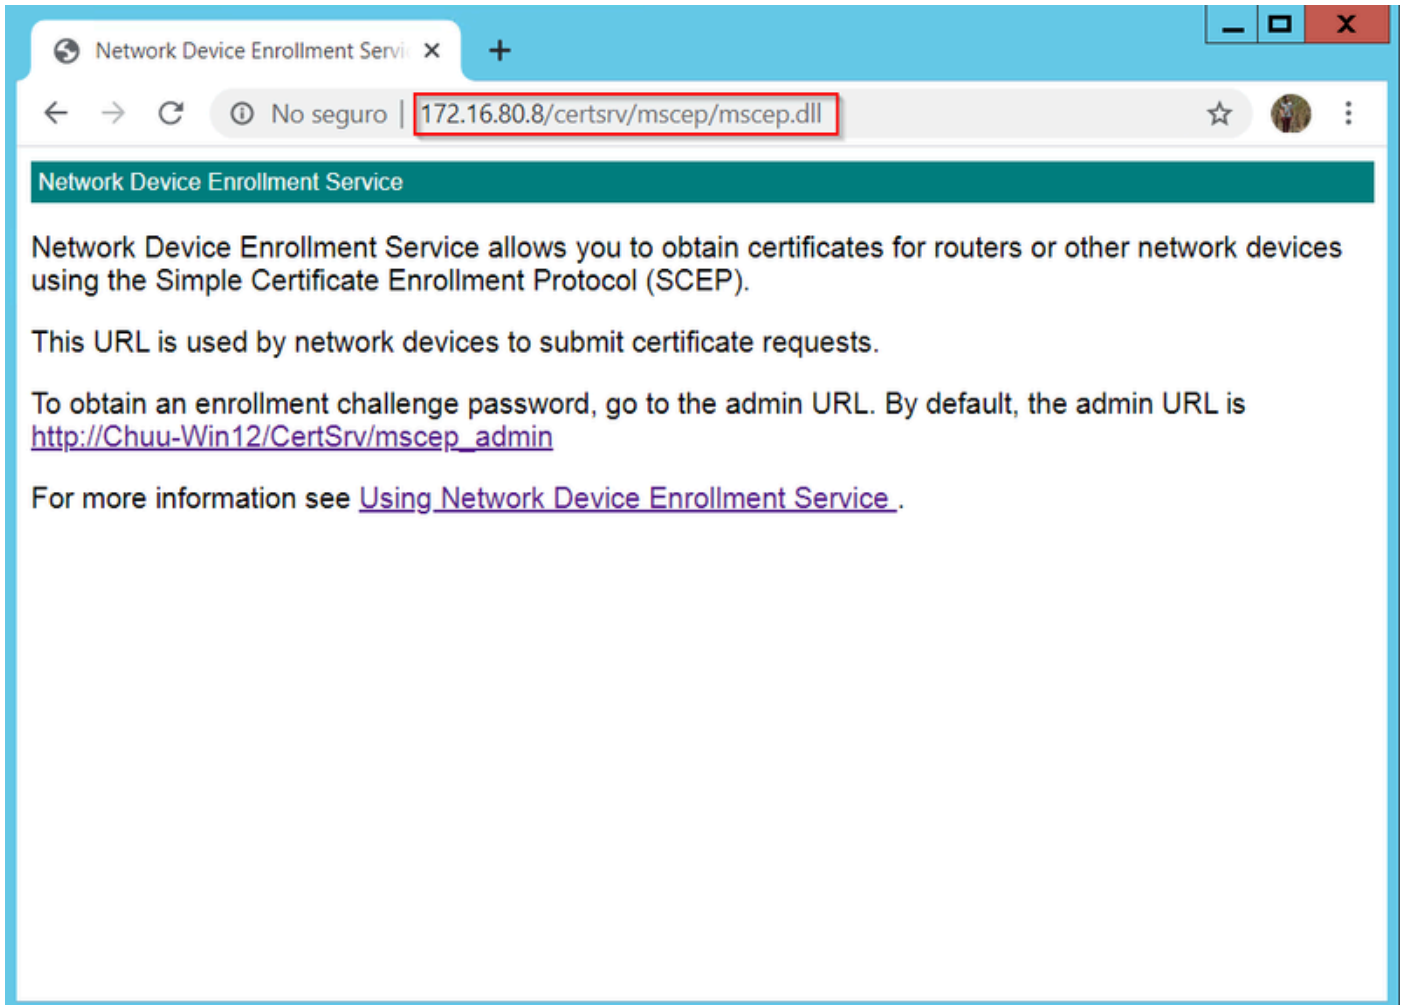 Network Device Enrollment Servi
No seguro | 172.16.80.8/certsrv/mscep/mscep.dll
Network Device Enrollment Service
Network Device Enrollment Service allows you to obtain certificates for routers or other network devices
using the Simple Certificate Enrollment Protocol (SCEP).
This URL is used by network devices to submit certificate requests.
To obtain an enrollment challenge password, go to the admin URL. By default, the admin URL is
http://Chuu-Win12/CertSrv/mscep_admin
For more information see Using Network Device Enrollment Service .